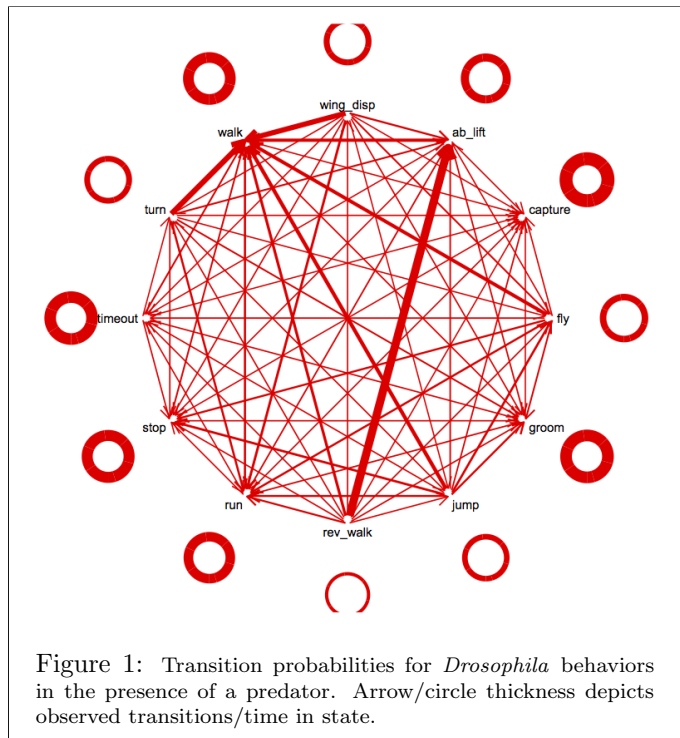 wing_disp
walk
ab_lift
turn
capture
timeout
fly
stop
groom
run
jump
rev_walk
Figure 1: Transition probabilities for Drosophila behaviors
in the presence of a predator. Arrow/circle thickness depicts
observed transitions/time in state.